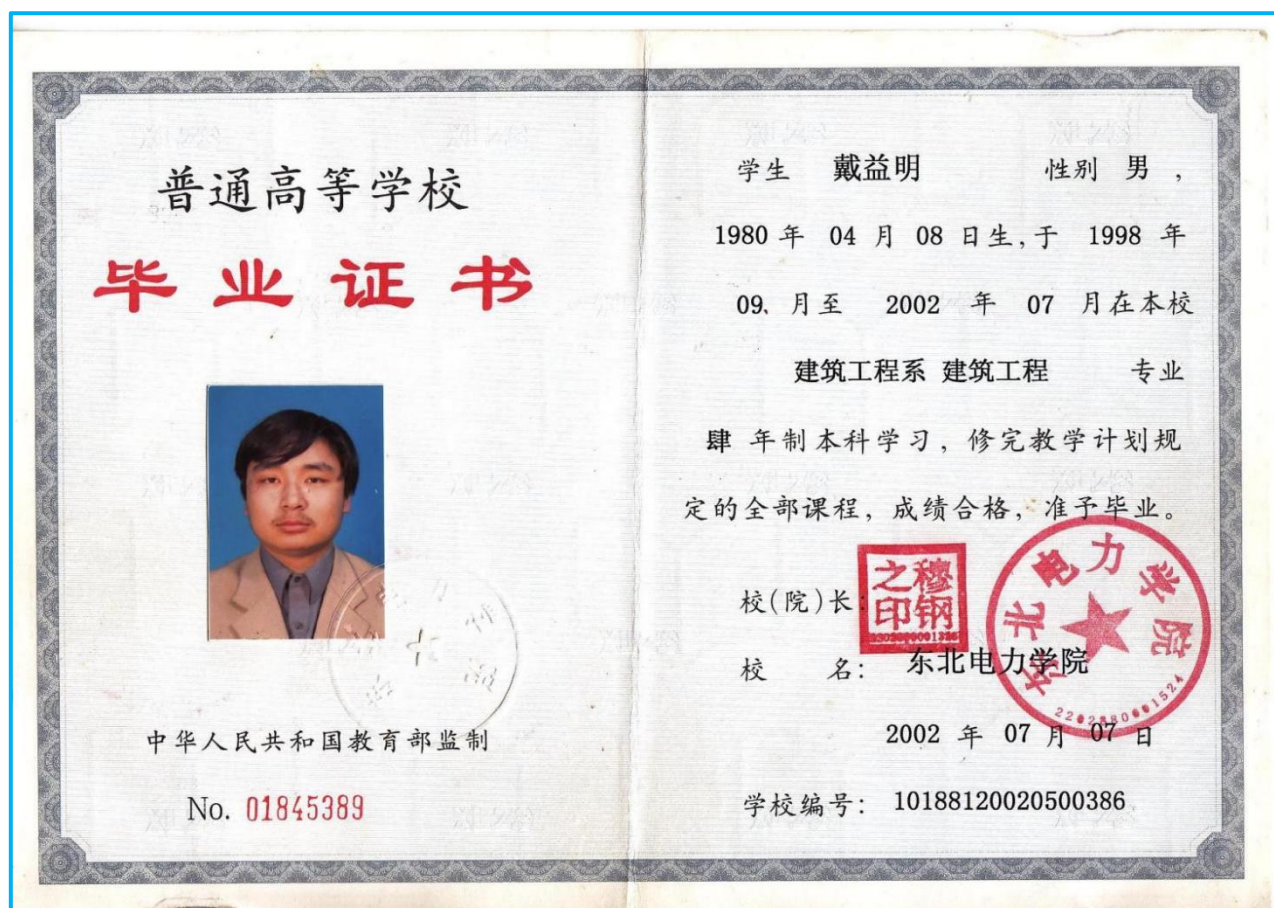 普通高等学校
毕业证书
中华人民共和国教育部监制
No. 01845389
学生 戴益明 性别 男，
1980 年 04 月 08 日生，于 1998 年
09、月至 2002 年 07 月在本校
建筑工程系 建筑工程 专业
肆 年制本科学习，修完教学计划规
定的全部课程，成绩合格，准予毕业。
校(院)长：
穆钢之印
校 名： 东北电力学院
东北电力学院
2002 年 07 月 07 日
学校编号： 10188120020500386